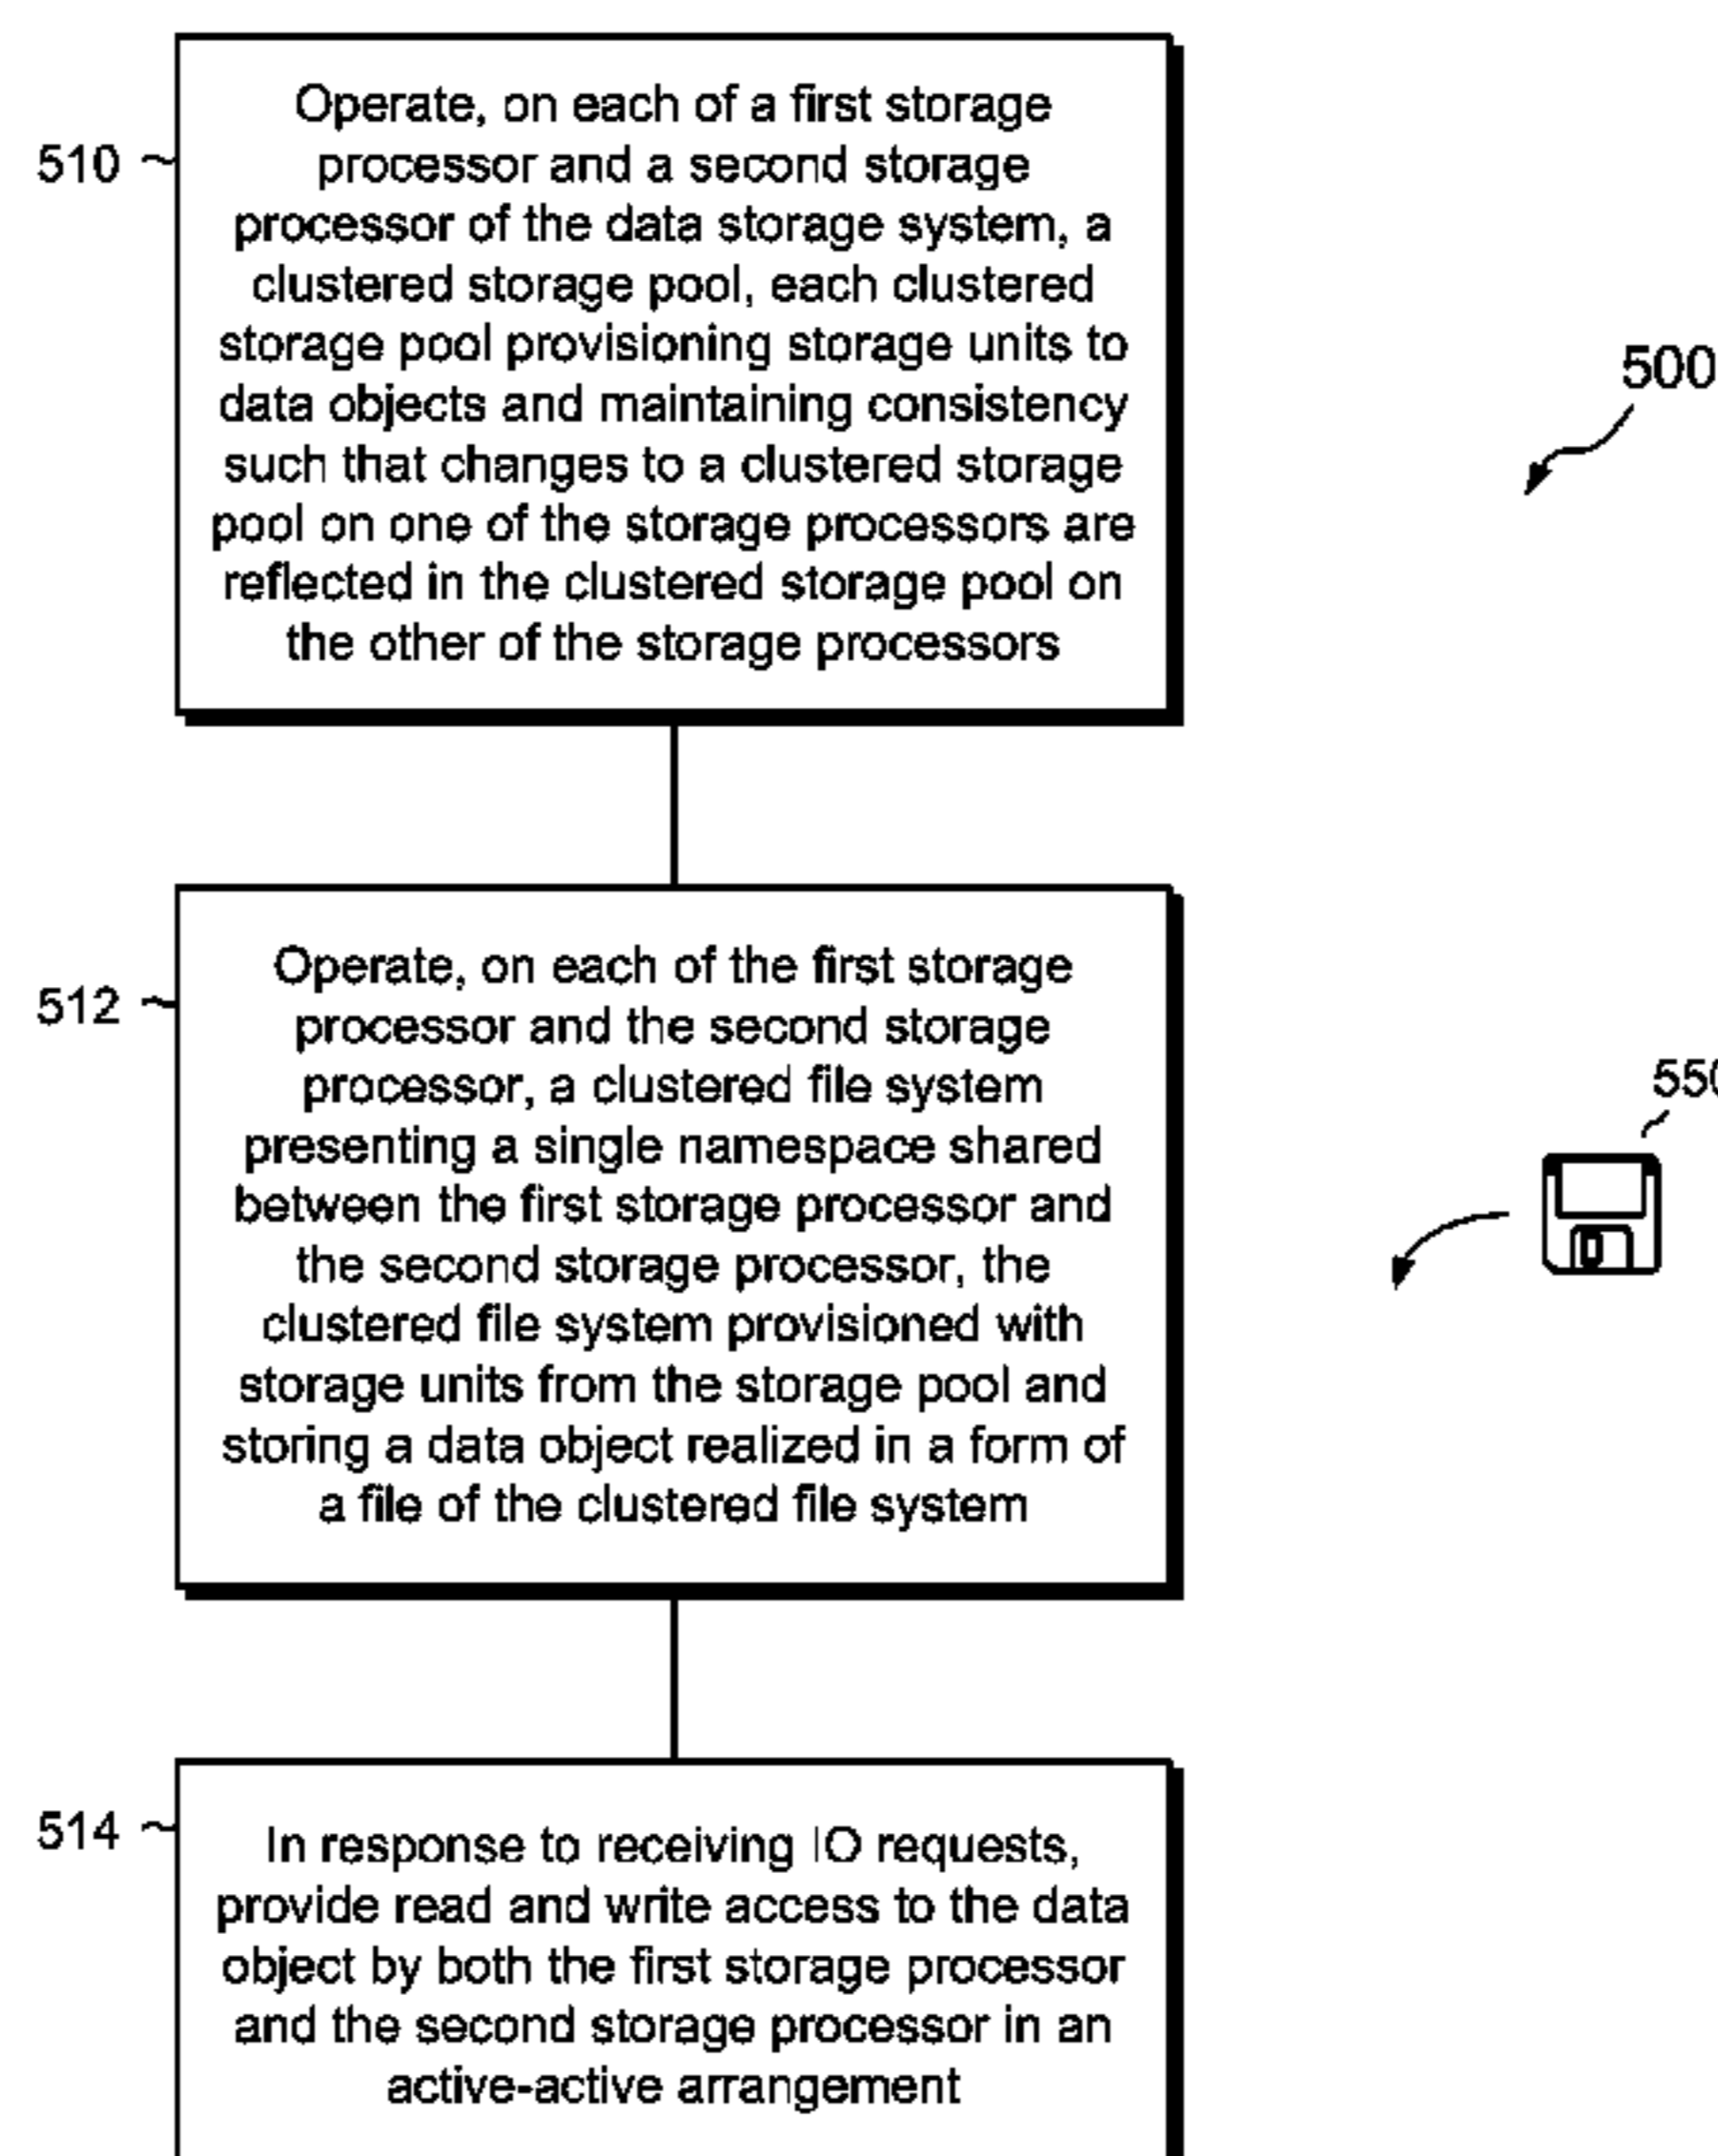 510
Operate, on each of a first storage
processor and a second storage
processor of the data storage system, a
clustered storage pool, each clustered
storage pool provisioning storage units to
data objects and maintaining consistency
such that changes to a clustered storage
pool on one of the storage processors are
reflected in the clustered storage pool on
the other of the storage processors
500
512
Operate, on each of the first storage
processor and the second storage
processor, a clustered file system
presenting a single namespace shared
between the first storage processor and
the second storage processor, the
clustered file system provisioned with
storage units from the storage pool and
storing a data object realized in a form of
a file of the clustered file system
550
514
In response to receiving IO requests,
provide read and write access to the data
object by both the first storage processor
and the second storage processor in an
active-active arrangement